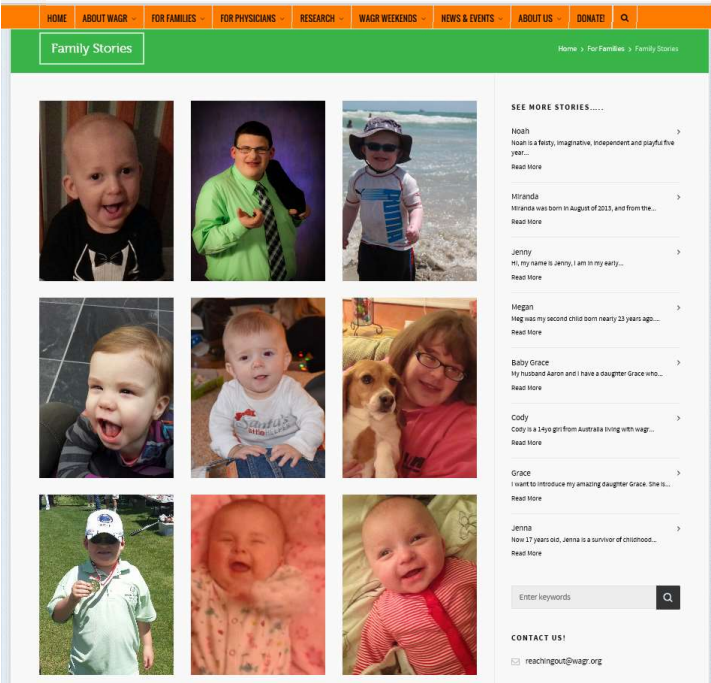 HOME ABOUT WAGR FOR FAMILIES FOR PHYSICIANS RESEARCH WAGR WEEKENDS NEWS & EVENTS ABOUT US DONATE!
Family Stories
Home > For Families > Family Stories
SEE MORE STORIES.....
Noah
Noah is a feisty, imaginative, independent and playful five
year...
Read More
Miranda
Miranda was born in August of 2013, and from the...
Read More
Jenny
Hi, my name is Jenny, I am in my early...
Read More
Megan
Meg was my second child born nearly 23 years ago....
Read More
Baby Grace
My husband Aaron and I have a daughter Grace who...
Read More
Cody
Cody is a 14yo girl from Australia living with wagr...
Read More
Grace
I want to introduce my amazing daughter Grace. She is...
Read More
Jenna
Now 17 years old, Jenna is a survivor of childhood...
Read More
Enter keywords
CONTACT US!
reachingout@wagr.org
Santa's